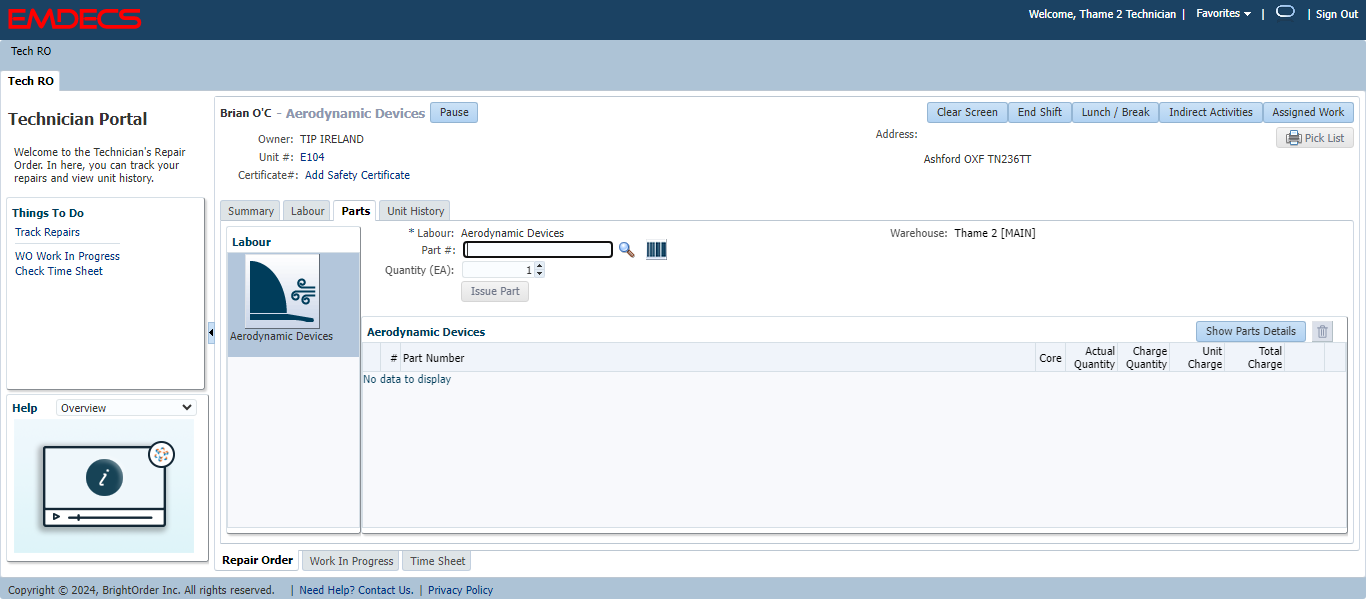 EMDECS
Welcome, Thame 2 Technician | Favorites | | Sign Out
Tech RO
Tech RO
Technician Portal
Welcome to the Technician's Repair
Order. In here, you can track your
repairs and view unit history.
Things To Do
Track Repairs
WO Work In Progress
Check Time Sheet
Help Overview
i
Brian O'C - Aerodynamic Devices Pause
Clear Screen End Shift Lunch / Break Indirect Activities Assigned Work
Owner: TIP IRELAND
Unit #: E104
Certificate#: Add Safety Certificate
Address:
Pick List
Ashford OXF TN236TT
Summary Labour Parts Unit History
Labour
Aerodynamic Devices
* Labour: Aerodynamic Devices
Warehouse: Thame 2 [MAIN]
Part #:
Quantity (EA): 1
Issue Part
Aerodynamic Devices Show Parts Details
# Part Number Core Actual Quantity Charge Quantity Unit Charge Total Charge
No data to display
Repair Order Work In Progress Time Sheet
Copyright © 2024, BrightOrder Inc. All rights reserved. | Need Help? Contact Us. | Privacy Policy